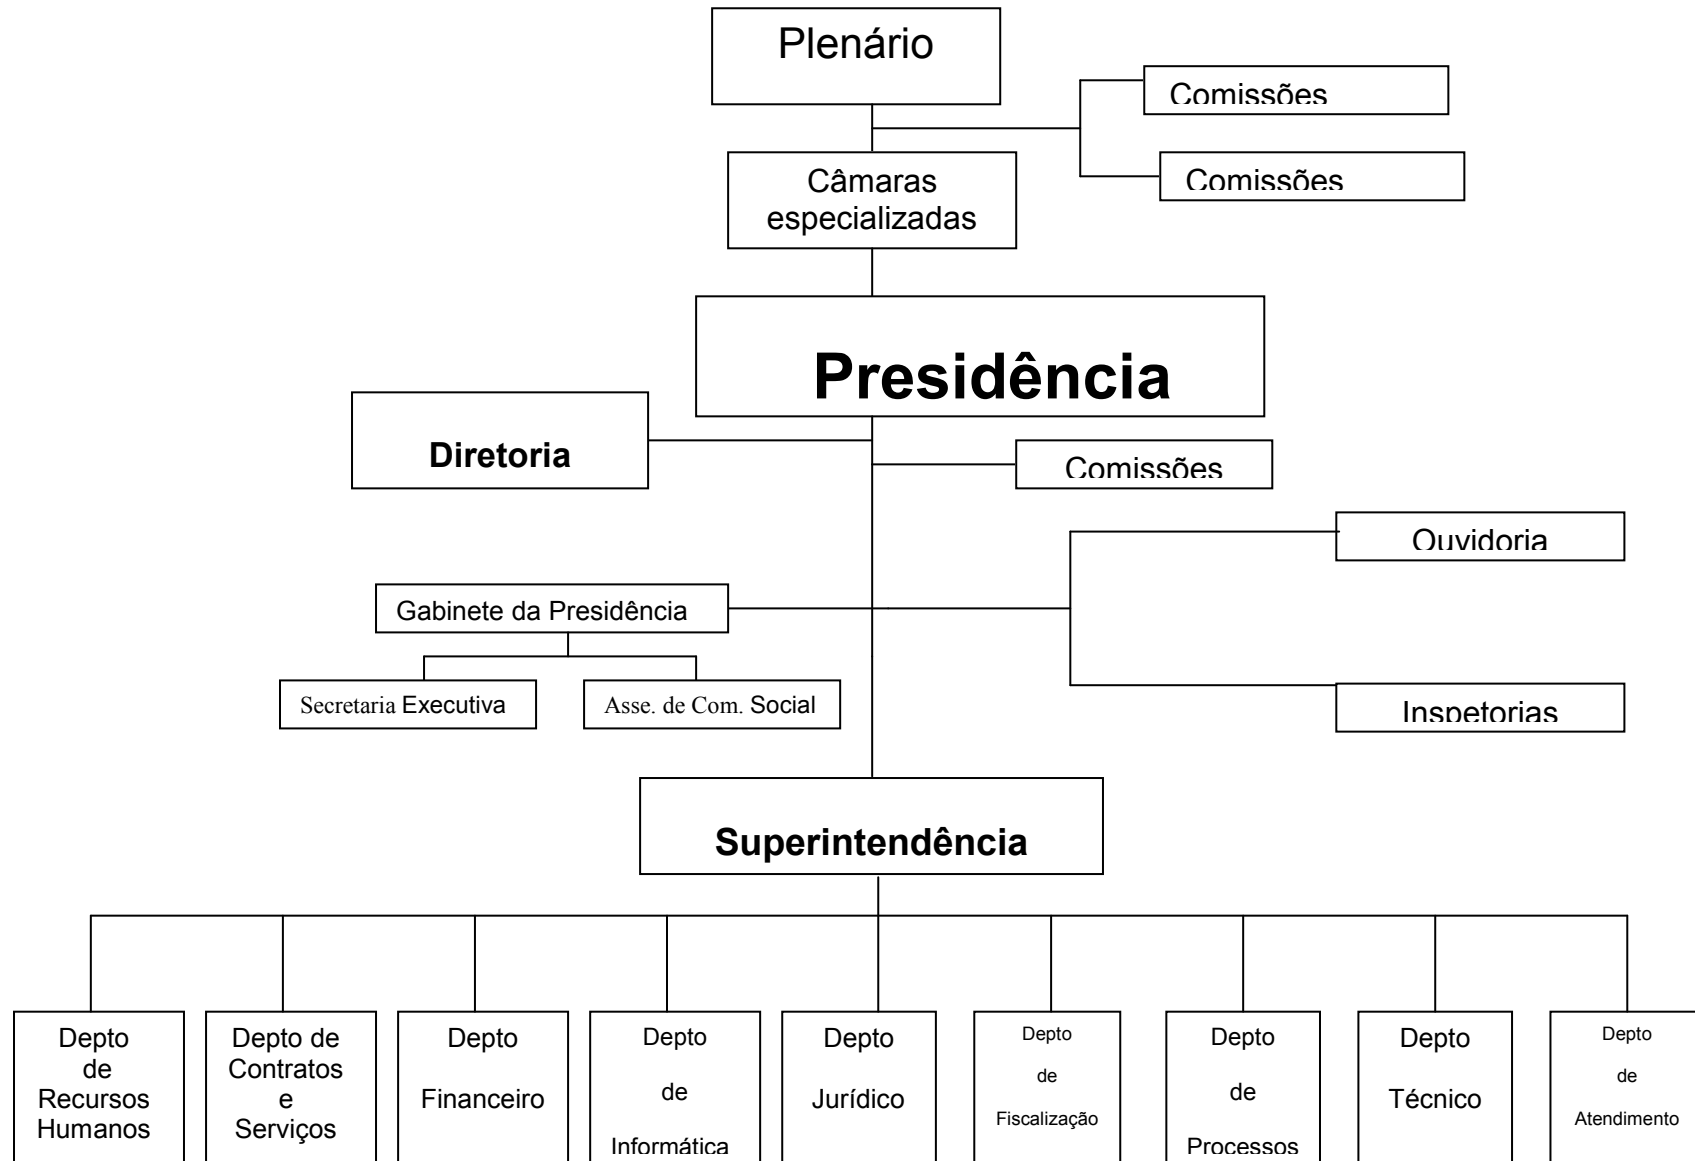 Plenário
Comissões
Câmaras
especializadas
Comissões
Presidência
Diretoria
Comissões
Ouvidoria
Gabinete da Presidência
Secretaria Executiva
Asse. de Com. Social
Inspetorias
Superintendência
Depto
de
Recursos
Humanos
Depto de
Contratos
e
Serviços
Depto
Financeiro
Depto
de
Informática
Depto
Jurídico
Depto
de
Fiscalização
Depto
de
Processos
Depto
Técnico
Depto
de
Atendimento